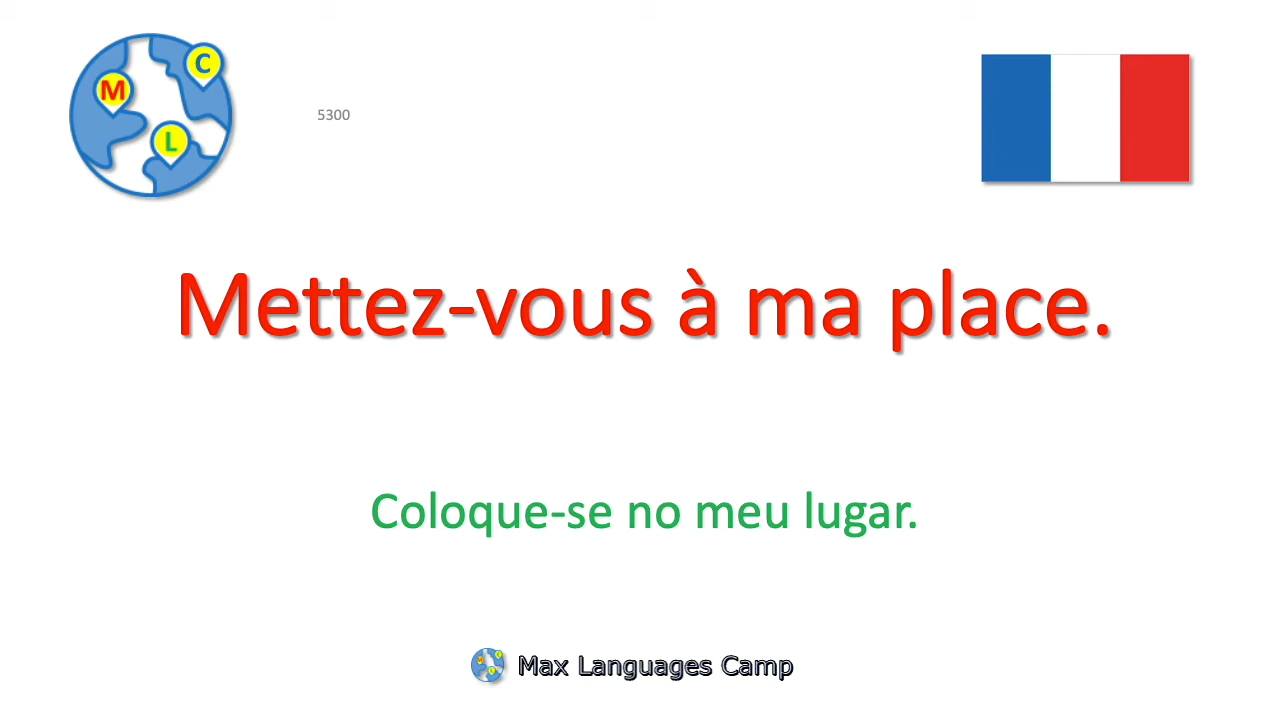 M
C
L
5300
Mettez-vous à ma place.
Coloque-se no meu lugar.
Max Languages Camp